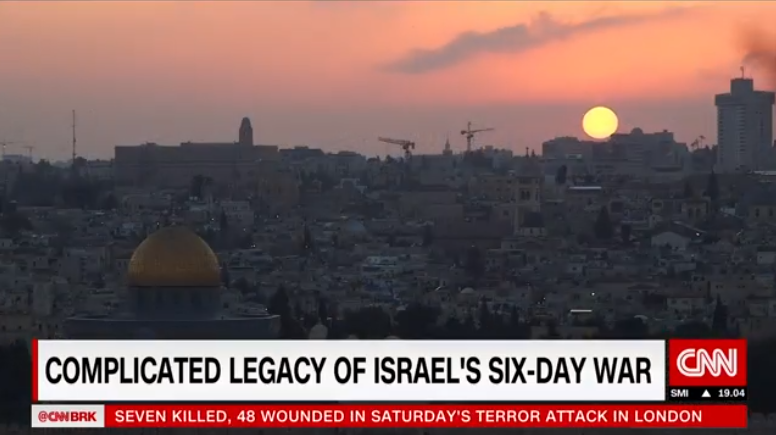 COMPLICATED LEGACY OF ISRAEL'S SIX-DAY WAR
CNN
SMI ▲ 19.04
@CNNBRK SEVEN KILLED, 48 WOUNDED IN SATURDAY'S TERROR ATTACK IN LONDON